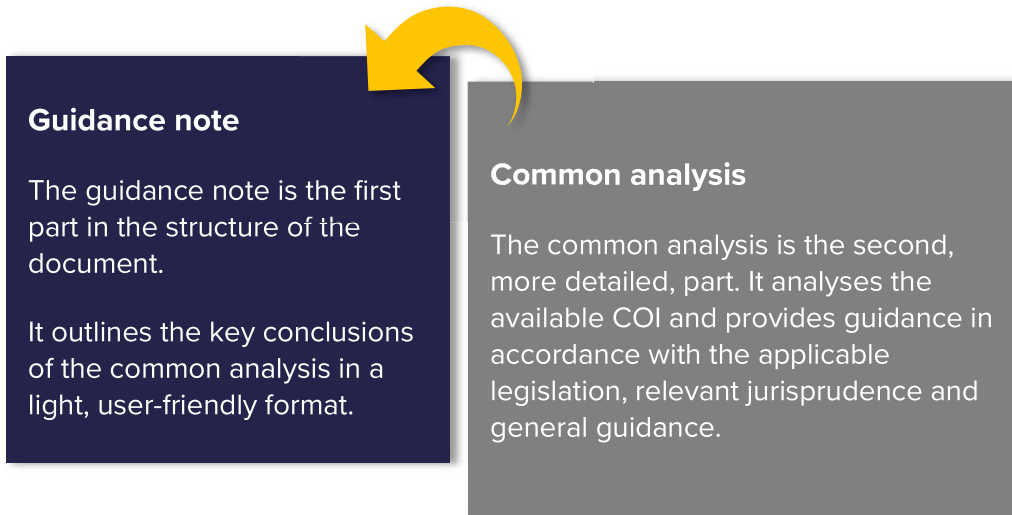 Guidance note
The guidance note is the first
part in the structure of the
document.
It outlines the key conclusions
of the common analysis in a
light, user-friendly format.
Common analysis
The common analysis is the second,
more detailed, part. It analyses the
available COI and provides guidance in
accordance with the applicable
legislation, relevant jurisprudence and
general guidance.